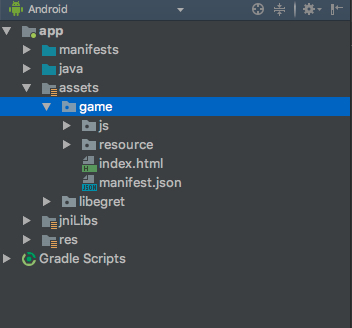 Android
app
manifests
java
assets
game
js
resource
index.html
manifest.json
libegret
jniLibs
res
Gradle Scripts